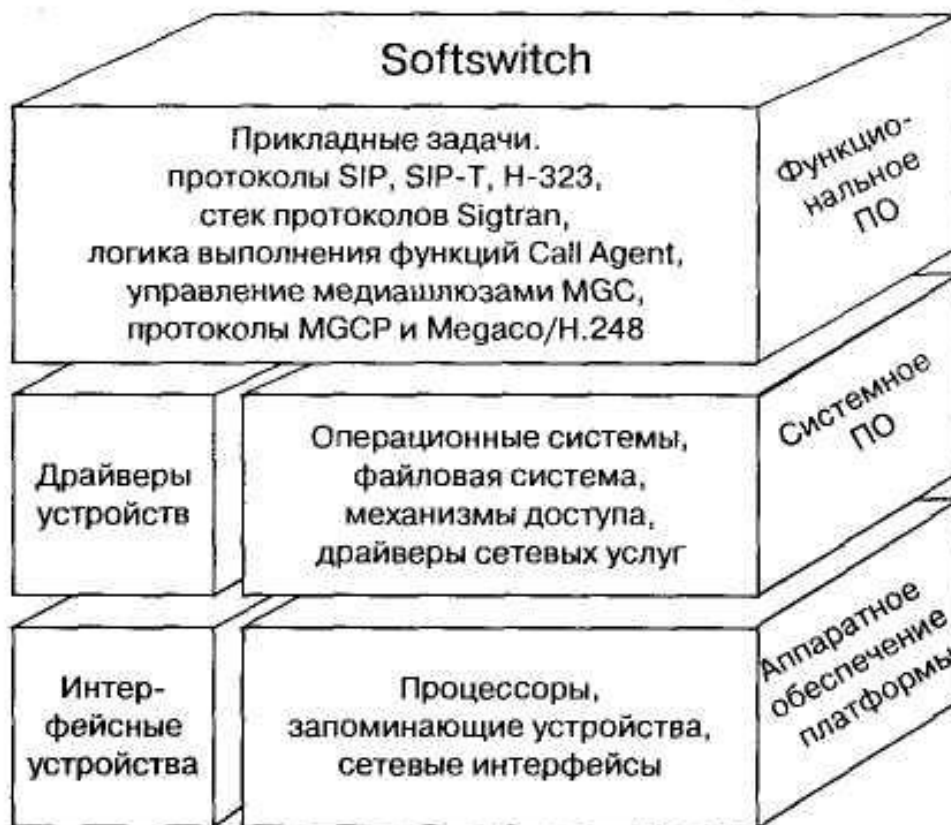 Softswitch
Прикладные задачи.
протоколы SIP, SIP-T, H-323,
стек протоколов Sigtran,
логика выполнения функций Call Agent,
управление медиашлюзами MGC,
протоколы MGCP и Megaco/H.248
Функцио-
нальное
ПО
Драйверы
устройств
Операционные системы,
файловая система,
механизмы доступа,
драйверы сетевых услуг
Системное
ПО
Интер-
фейсные
устройства
Процессоры,
запоминающие устройства,
сетевые интерфейсы
Аппаратное
обеспечение
платформы